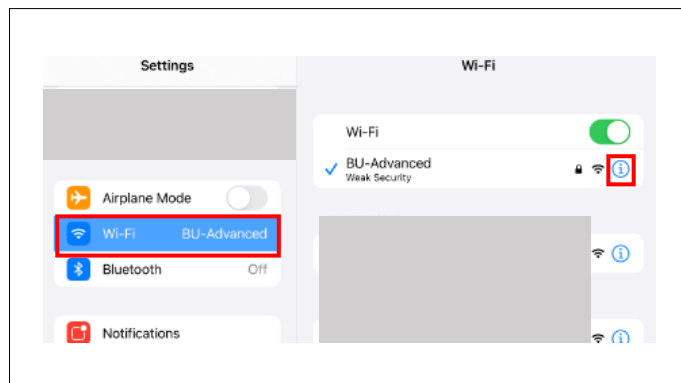 Settings
Wi-Fi
Wi-Fi
BU-Advanced
Weak Security
Airplane Mode
Wi-Fi BU-Advanced
Bluetooth Off
Notifications